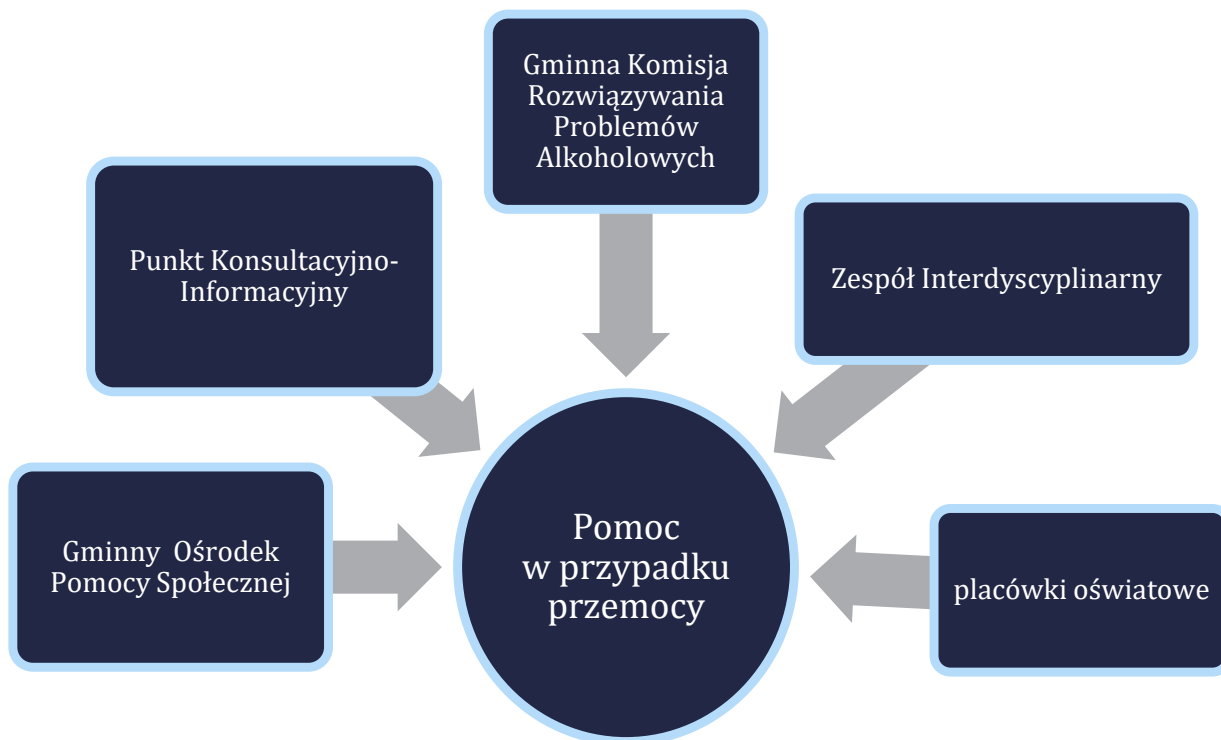 Gminna Komisja
Rozwiązywania
Problemów
Alkoholowych
Punkt Konsultacyjno-
Informacyjny
Zespół Interdyscyplinarny
Gminny Ośrodek
Pomocy Społecznej
Pomoc
w przypadku
przemocy
placówki oświatowe